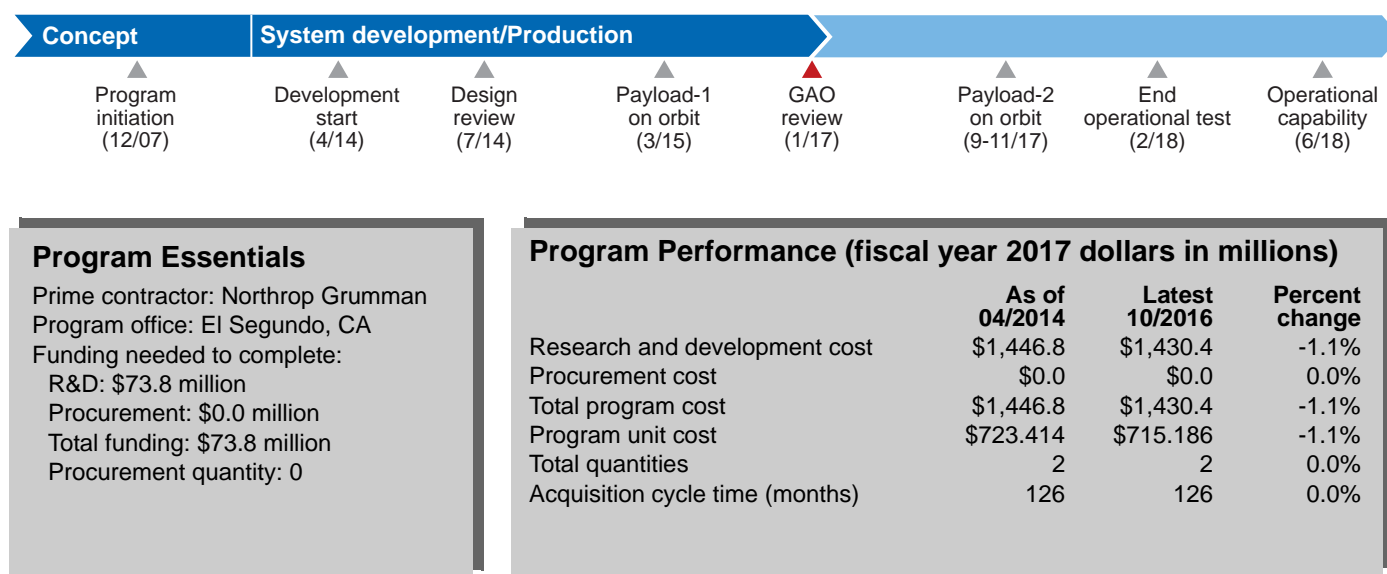 Concept
System development/Production
Program
initiation
(12/07)
Development
start
(4/14)
Design
review
(7/14)
Payload-1
on orbit
(3/15)
GAO
review
(1/17)
Payload-2
on orbit
(9-11/17)
End
operational test
(2/18)
Operational
capability
(6/18)
Program Essentials
Prime contractor: Northrop Grumman
Program office: El Segundo, CA
Funding needed to complete:
R&D: $73.8 million
Procurement: $0.0 million
Total funding: $73.8 million
Procurement quantity: 0
Program Performance (fiscal year 2017 dollars in millions)
As of Latest Percent
04/2014 10/2016 change
Research and development cost $1,446.8 $1,430.4 -1.1%
Procurement cost $0.0 $0.0 0.0%
Total program cost $1,446.8 $1,430.4 -1.1%
Program unit cost $723.414 $715.186 -1.1%
Total quantities 2 2 0.0%
Acquisition cycle time (months) 126 126 0.0%